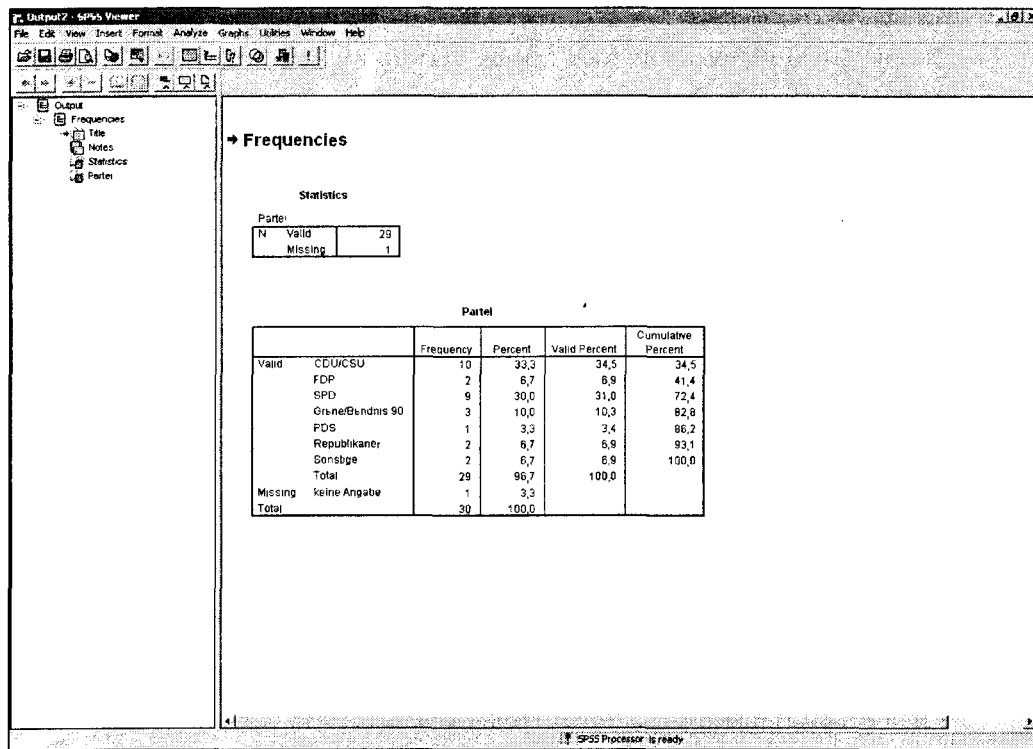 Output2 - SPSS Viewer
File Edit View Insert Format Analyze Graphs Utilities Window Help
Output
Frequencies
Title
Notes
Statistics
Partei
Frequencies
Statistics
Partei
N Valid 29
Missing 1
Partei
Frequency Percent Valid Percent Cumulative Percent
Valid CDU/CSU 10 33,3 34,5 34,5
FDP 2 6,7 6,9 41,4
SPD 9 30,0 31,0 72,4
Grьne/Bьndnis 90 3 10,0 10,3 82,8
PDS 1 3,3 3,4 86,2
Republikaner 2 6,7 6,9 93,1
Sonstige 2 6,7 6,9 100,0
Total 29 96,7 100,0
Missing keine Angabe 1 3,3
Total 30 100,0
SPSS Processor is ready